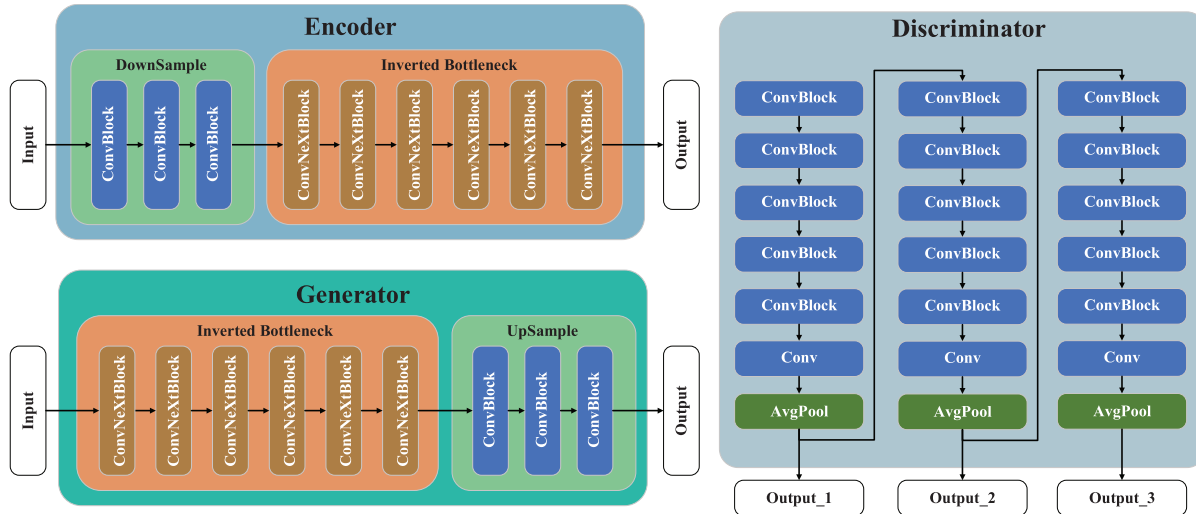 Encoder
DownSample
Inverted Bottleneck
Input
ConvBlock
ConvBlock
ConvBlock
ConvNeXtBlock
ConvNeXtBlock
ConvNeXtBlock
ConvNeXtBlock
ConvNeXtBlock
ConvNeXtBlock
Output
Generator
Inverted Bottleneck
UpSample
Input
ConvNeXtBlock
ConvNeXtBlock
ConvNeXtBlock
ConvNeXtBlock
ConvNeXtBlock
ConvNeXtBlock
ConvBlock
ConvBlock
ConvBlock
Output
Discriminator
ConvBlock
ConvBlock
ConvBlock
ConvBlock
ConvBlock
Conv
AvgPool
Output_1
ConvBlock
ConvBlock
ConvBlock
ConvBlock
ConvBlock
Conv
AvgPool
Output_2
ConvBlock
ConvBlock
ConvBlock
ConvBlock
ConvBlock
Conv
AvgPool
Output_3